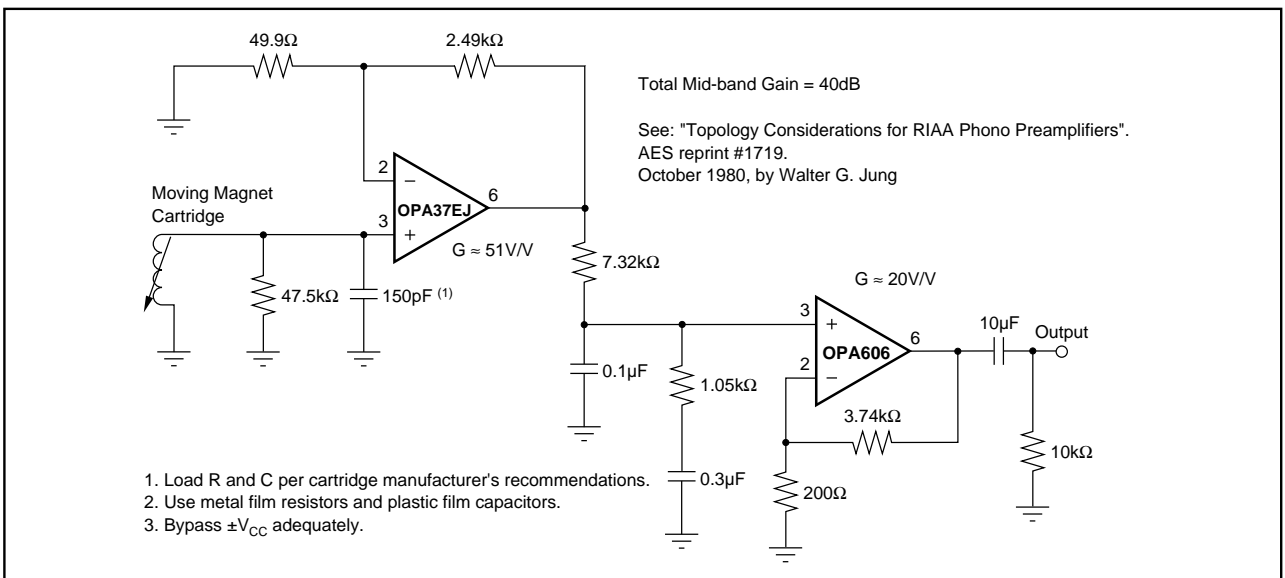 49.9Ω
2.49kΩ
Total Mid-band Gain = 40dB
See: "Topology Considerations for RIAA Phono Preamplifiers".
AES reprint #1719.
October 1980, by Walter G. Jung
2
−
OPA37EJ
6
3
+
G ≈ 51V/V
Moving Magnet
Cartridge
47.5kΩ
150pF (1)
7.32kΩ
G ≈ 20V/V
3
+
OPA606
6
2
−
10µF
Output
0.1µF
1.05kΩ
3.74kΩ
10kΩ
0.3µF
200Ω
1. Load R and C per cartridge manufacturer's recommendations.
2. Use metal film resistors and plastic film capacitors.
3. Bypass ±VCC adequately.